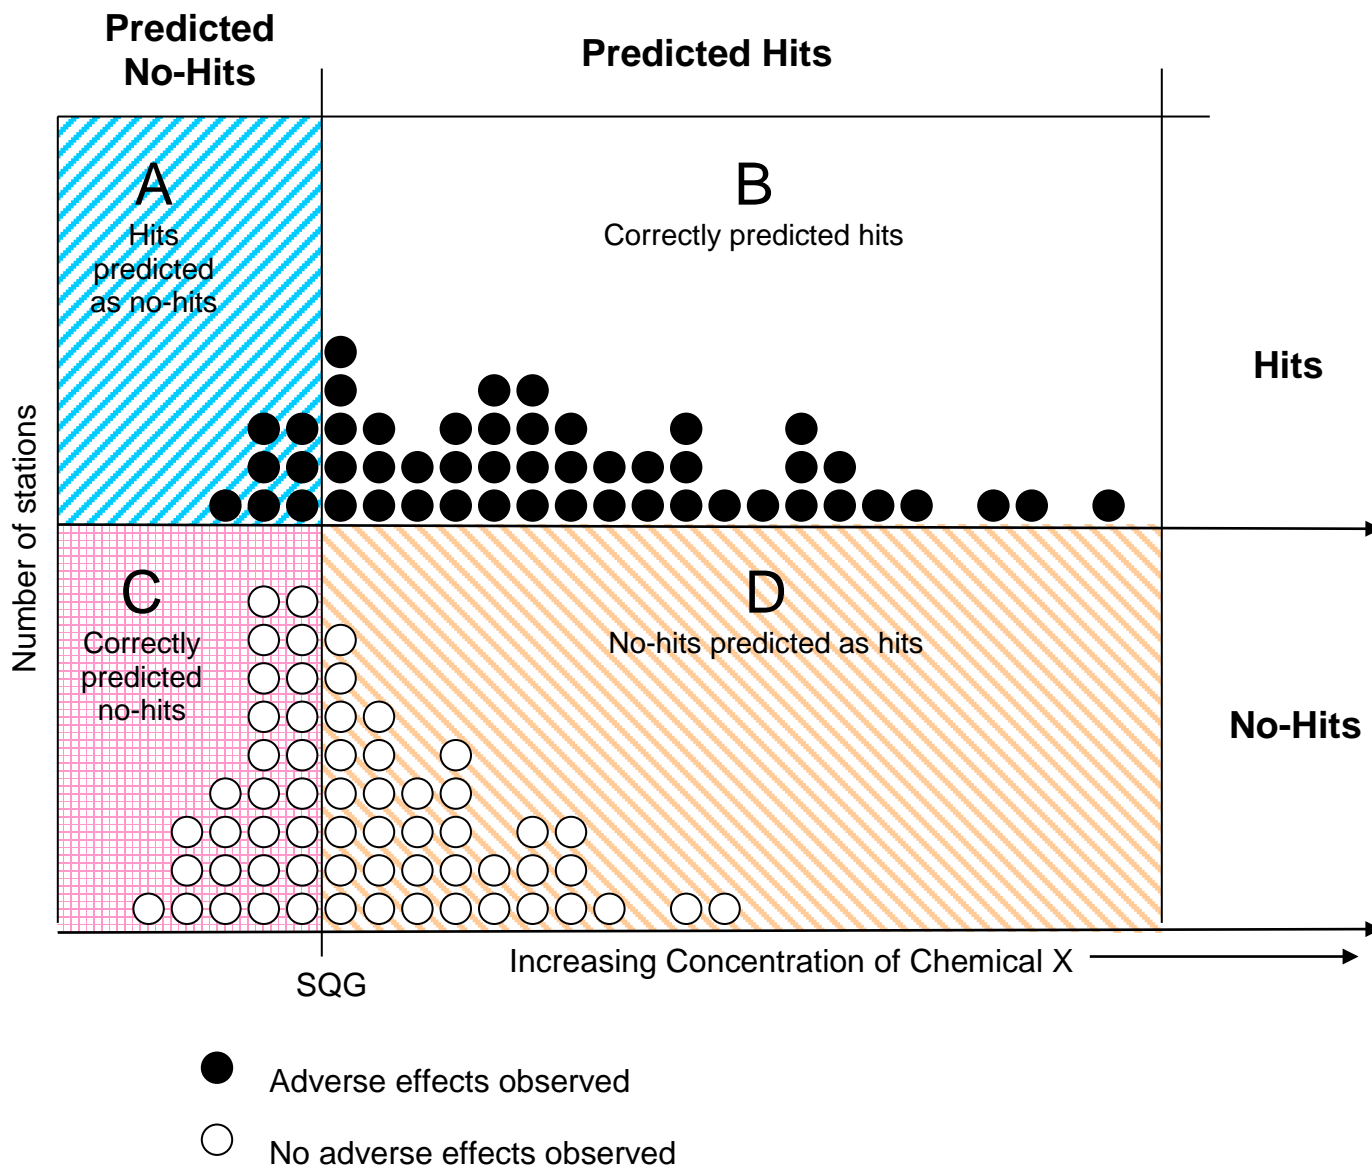 Predicted
No-Hits
Predicted Hits
A
Hits
predicted
as no-hits
B
Correctly predicted hits
Hits
Number of stations
C
Correctly
predicted
no-hits
D
No-hits predicted as hits
No-Hits
Increasing Concentration of Chemical X
SQG
Adverse effects observed
No adverse effects observed